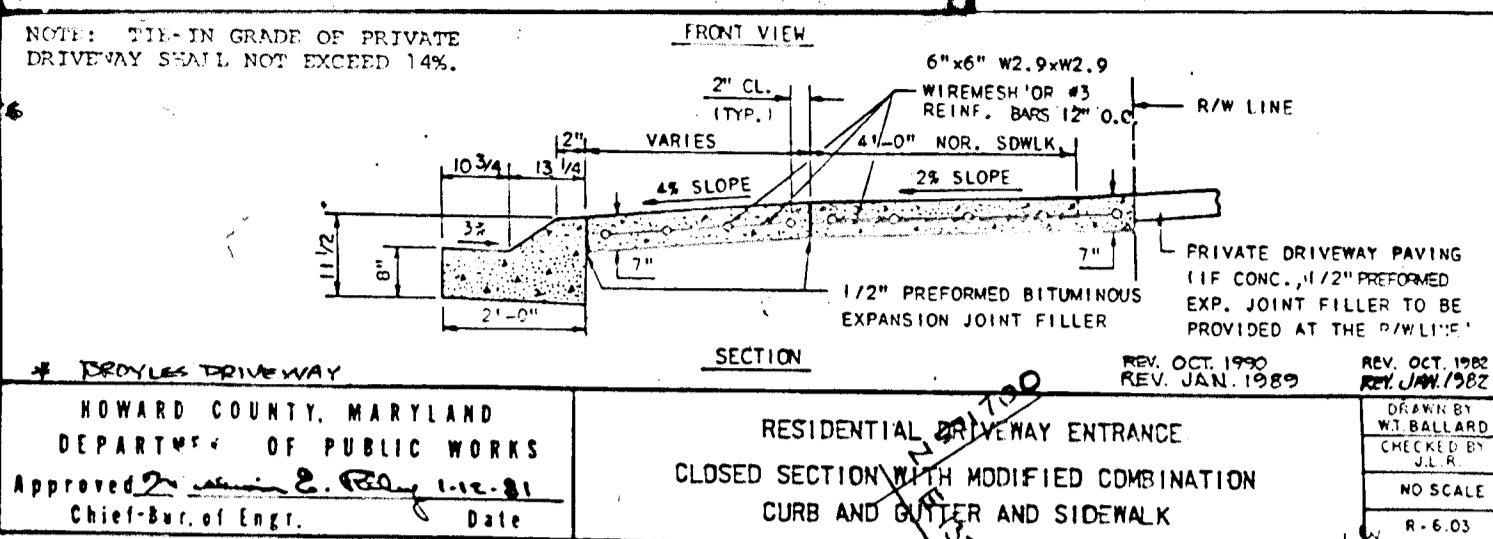 NOTE: TIE-IN GRADE OF PRIVATE
DRIVEWAY SHALL NOT EXCEED 14%.
FRONT VIEW
6"x6" W2.9xW2.9
WIREMESH OR #3
REINF. BARS 12" O.C.
R/W LINE
2" CL.
(TYP.)
2"
VARIES
4'-0" NOR. SDWLK
10 3/4
13 1/4
4% SLOPE
2% SLOPE
3%
11 1/2
8"
7"
7"
2'-0"
1/2" PREFORMED BITUMINOUS
EXPANSION JOINT FILLER
PRIVATE DRIVEWAY PAVING
(IF CONC., 1/2" PREFORMED
EXP. JOINT FILLER TO BE
PROVIDED AT THE R/W LINE.
SECTION
* BROYLES DRIVEWAY
REV. OCT. 1990
REV. JAN. 1989
REV. OCT. 1982
REV. JAN. 1982
HOWARD COUNTY, MARYLAND
OF PUBLIC WORKS
Approved 1-12-81
Chief-Bur. of Engr. Date
RESIDENTIAL DRIVEWAY ENTRANCE
CLOSED SECTION WITH MODIFIED COMBINATION
CURB AND GUTTER AND SIDEWALK
DRAWN BY
W.T. BALLARD
CHECKED BY
J.L.R.
NO SCALE
R-6.03